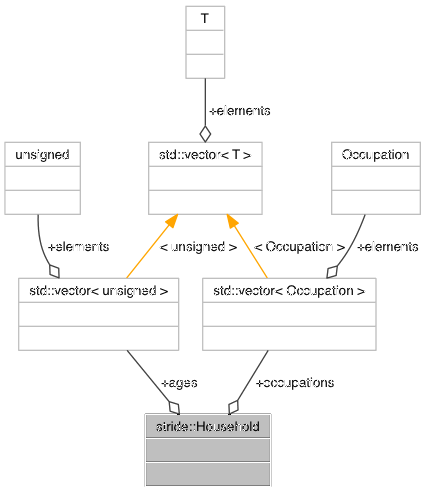 T
+elements
unsigned
std::vector< T >
Occupation
+elements
< unsigned >
< Occupation >
+elements
std::vector< unsigned >
std::vector< Occupation >
+ages
+occupations
stride::Household